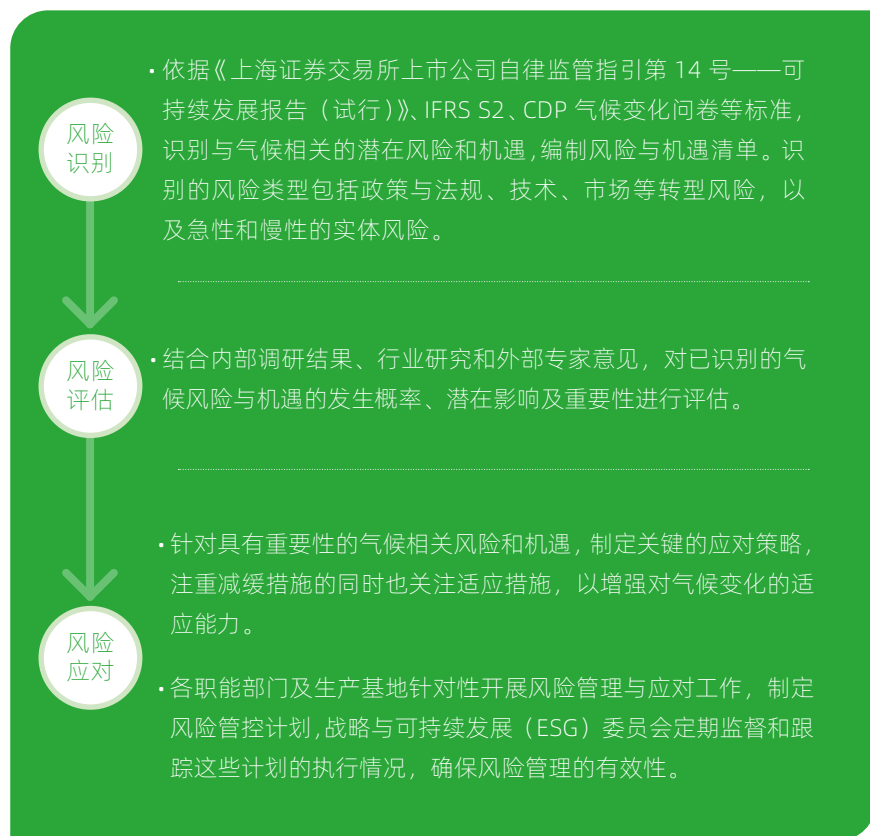 风险
识别
·依据《上海证券交易所上市公司自律监管指引第 14 号——可
持续发展报告（试行）》、IFRS S2、CDP 气候变化问卷等标准，
识别与气候相关的潜在风险和机遇，编制风险与机遇清单。识
别的风险类型包括政策与法规、技术、市场等转型风险，以
及急性和慢性的实体风险。
风险
评估
·结合内部调研结果、行业研究和外部专家意见，对已识别的气
候风险与机遇的发生概率、潜在影响及重要性进行评估。
风险
应对
·针对具有重要性的气候相关风险和机遇，制定关键的应对策略，
注重减缓措施的同时也关注适应措施，以增强对气候变化的适
应能力。
·各职能部门及生产基地针对性开展风险管理与应对工作，制定
风险管控计划，战略与可持续发展（ESG）委员会定期监督和跟
踪这些计划的执行情况，确保风险管理的有效性。